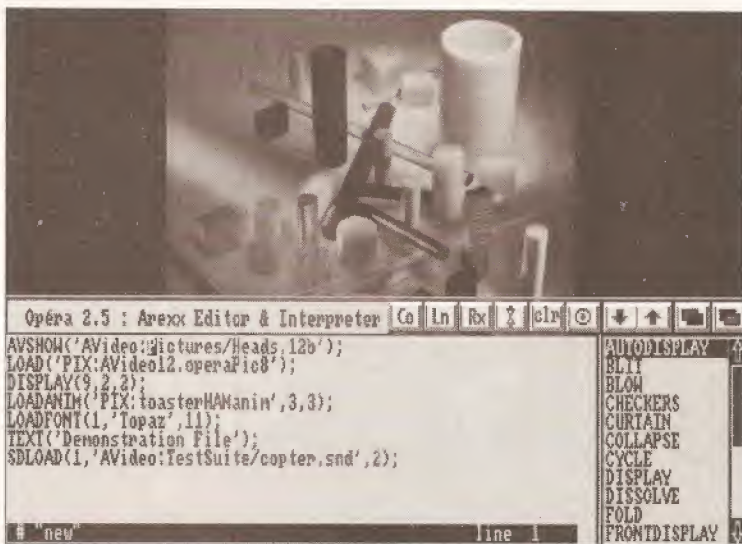 Opéra 2.5 : Arexx Editor & Interpreter Co Ln Rx clr
AVSHOW('AVideo:Pictures/Heads.12b');
LOAD('PIX:AVideo12.operaPic8');
DISPLAY(9,2,2);
LOADANIM('PIX:toasterHAManim',3,3);
LOADFONT(1,'Topaz',11);
TEXT('Demonstration File');
SDLOAD(1,'AVideo:TestSuite/copter.snd',2);
# "new" line 1
AUTODISPLAY
BLIT
BLOW
CHECKERS
CURTAIN
COLLAPSE
CYCLE
DISPLAY
DISSOLVE
FOLD
FRONTDISPLAY